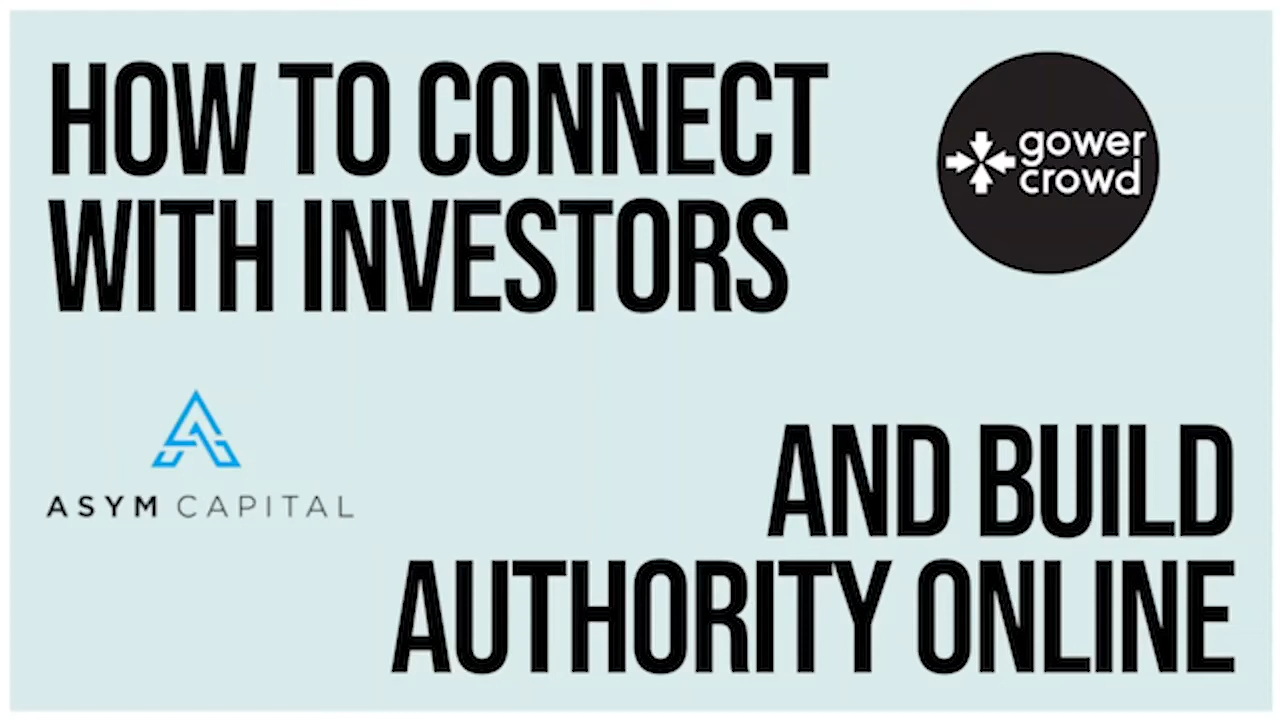 HOW TO CONNECT
WITH INVESTORS
gower
crowd
ASYM CAPITAL
AND BUILD
AUTHORITY ONLINE